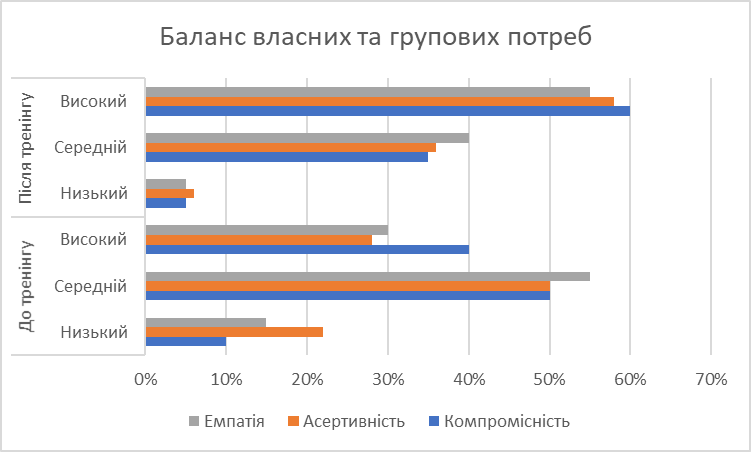 Баланс власних та групових потреб
Після тренінгу
Високий
Середній
Низький
До тренінгу
Високий
Середній
Низький
0% 10% 20% 30% 40% 50% 60% 70%
Емпатія Асертивність Компромісність